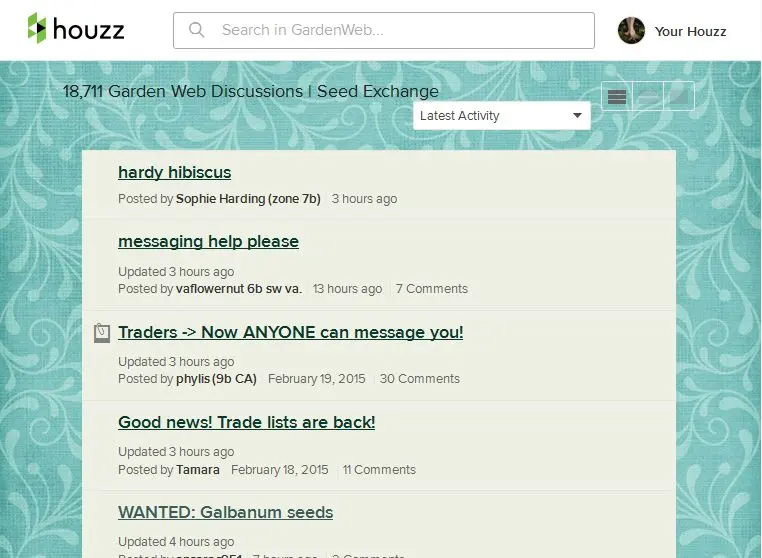 houzz
Search in GardenWeb...
Your Houzz
18,711 Garden Web Discussions | Seed Exchange
Latest Activity
hardy hibiscus
Posted by Sophie Harding (zone 7b) 3 hours ago
messaging help please
Updated 3 hours ago
Posted by vaflowernut 6b sw va. 13 hours ago 7 Comments
Traders -> Now ANYONE can message you!
Updated 3 hours ago
Posted by phylis (9b CA) February 19, 2015 30 Comments
Good news! Trade lists are back!
Updated 3 hours ago
Posted by Tamara February 18, 2015 11 Comments
WANTED: Galbanum seeds
Updated 4 hours ago
Posted by 7 hours ago Comments